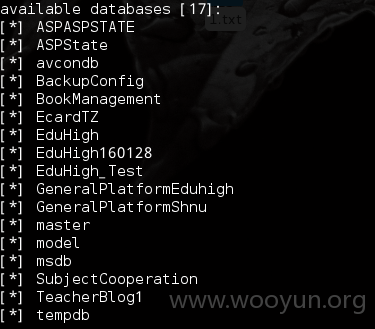 available databases [17]:
1.txt
[*] ASPASPSTATE
[*] ASPState
[*] avcondb
[*] BackupConfig
[*] BookManagement
[*] EcardTZ
[*] EduHigh
[*] EduHigh160128
[*] EduHigh_Test
[*] GeneralPlatformEduhigh
[*] GeneralPlatformShnu
[*] master
[*] model
[*] msdb
[*] SubjectCooperation
[*] TeacherBlog1
[*] tempdb
www.wooyun.org